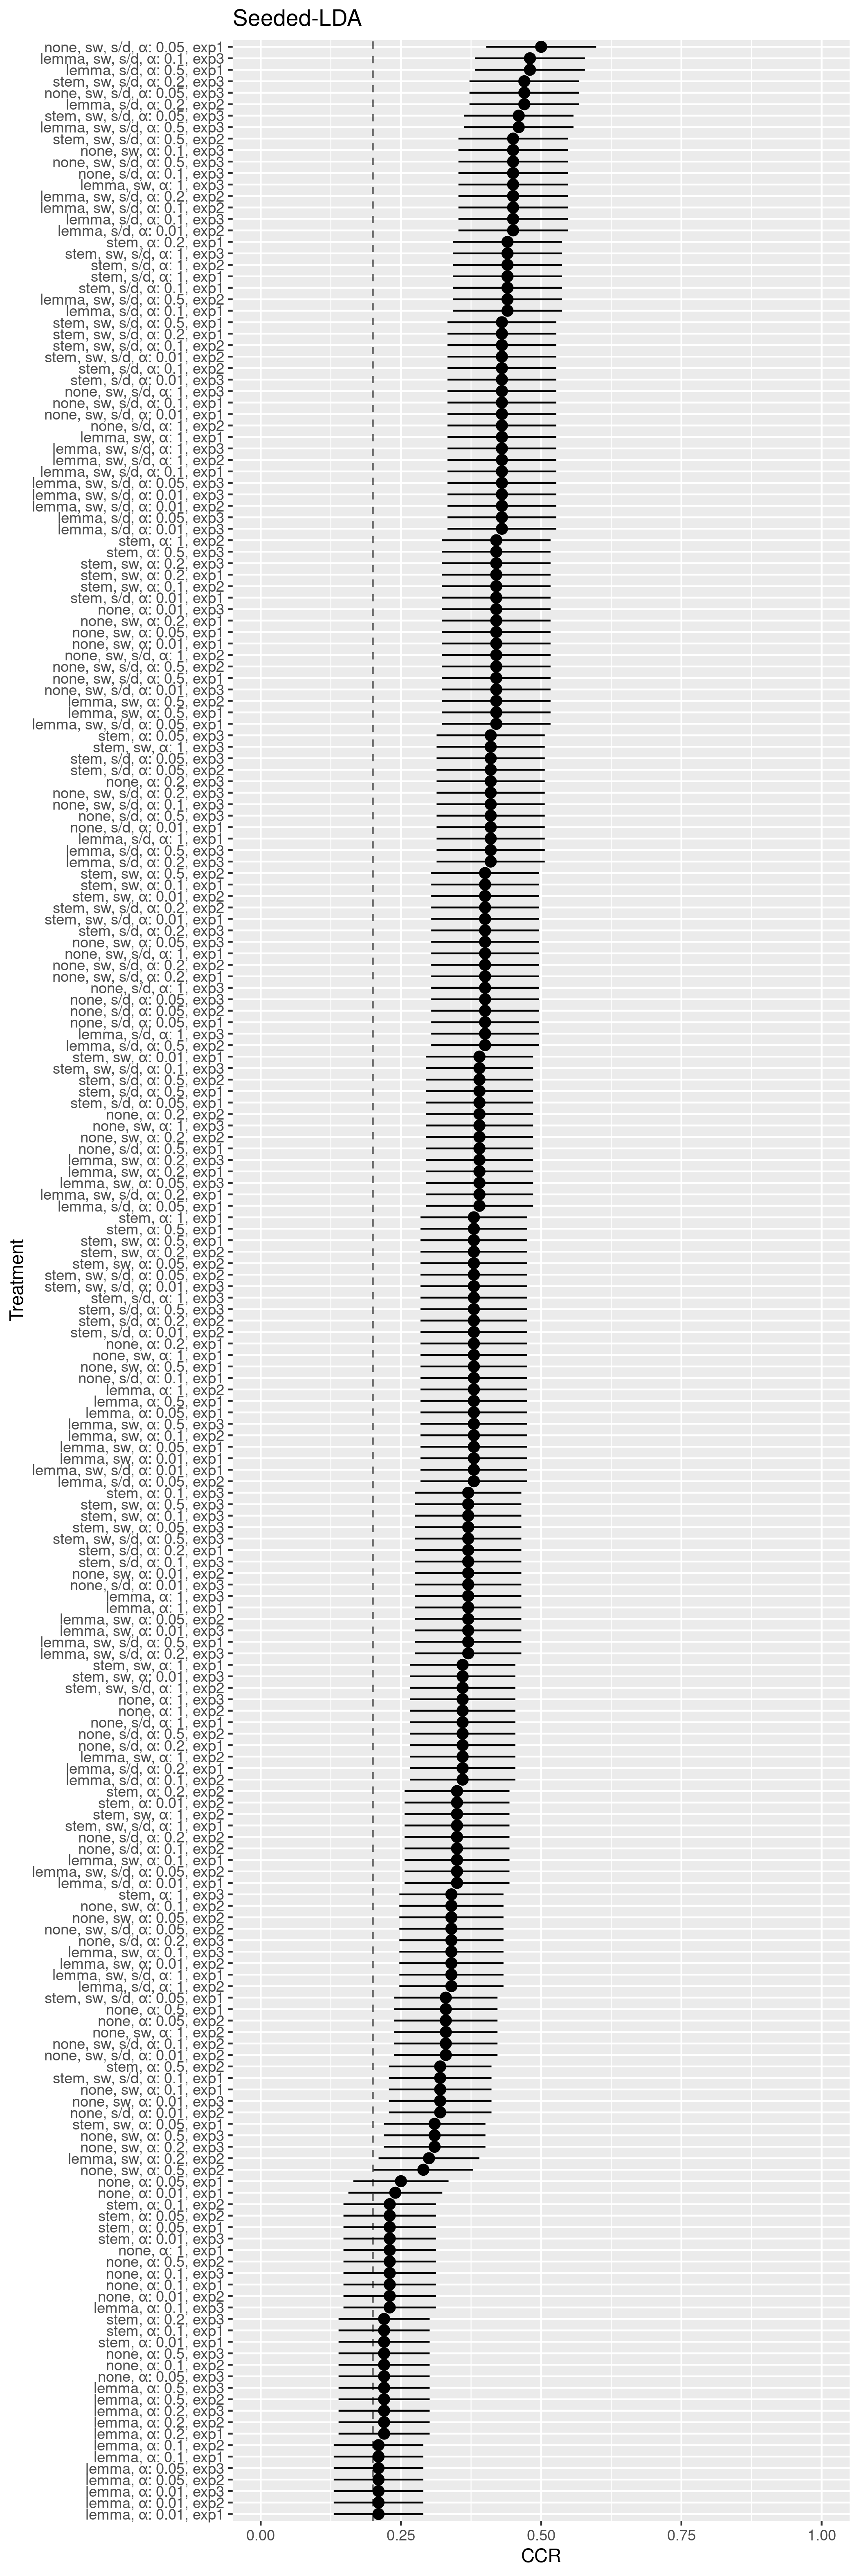 Seeded-LDA
none, sw, s/d, α: 0.05, exp1
lemma, sw, s/d, α: 0.1, exp3
lemma, s/d, α: 0.5, exp1
stem, sw, s/d, α: 0.2, exp3
none, sw, s/d, α: 0.05, exp3
lemma, s/d, α: 0.2, exp2
stem, sw, s/d, α: 0.05, exp3
lemma, sw, s/d, α: 0.5, exp3
stem, sw, s/d, α: 0.5, exp2
none, sw, α: 0.1, exp3
none, sw, s/d, α: 0.5, exp3
none, s/d, α: 0.1, exp3
lemma, sw, α: 1, exp3
lemma, sw, s/d, α: 0.2, exp2
lemma, sw, s/d, α: 0.1, exp2
lemma, s/d, α: 0.1, exp3
lemma, s/d, α: 0.01, exp2
stem, α: 0.2, exp1
stem, sw, s/d, α: 1, exp3
stem, s/d, α: 1, exp2
stem, s/d, α: 1, exp1
stem, s/d, α: 0.1, exp1
lemma, sw, s/d, α: 0.5, exp2
lemma, s/d, α: 0.1, exp1
stem, sw, s/d, α: 0.5, exp1
stem, sw, s/d, α: 0.2, exp1
stem, sw, s/d, α: 0.1, exp2
stem, sw, s/d, α: 0.01, exp2
stem, s/d, α: 0.1, exp2
stem, s/d, α: 0.01, exp3
none, sw, s/d, α: 1, exp3
none, sw, s/d, α: 0.1, exp1
none, sw, s/d, α: 0.01, exp1
none, s/d, α: 1, exp2
lemma, sw, α: 1, exp1
lemma, sw, s/d, α: 1, exp3
lemma, sw, s/d, α: 1, exp2
lemma, sw, s/d, α: 0.1, exp1
lemma, sw, s/d, α: 0.05, exp3
lemma, sw, s/d, α: 0.01, exp3
lemma, sw, s/d, α: 0.01, exp2
lemma, s/d, α: 0.05, exp3
lemma, s/d, α: 0.01, exp3
stem, α: 1, exp2
stem, α: 0.5, exp3
stem, sw, α: 0.2, exp3
stem, sw, α: 0.2, exp1
stem, sw, α: 0.1, exp2
stem, s/d, α: 0.01, exp1
none, α: 0.01, exp3
none, sw, α: 0.2, exp1
none, sw, α: 0.05, exp1
none, sw, α: 0.01, exp1
none, sw, s/d, α: 1, exp2
none, sw, s/d, α: 0.5, exp2
none, sw, s/d, α: 0.5, exp1
none, sw, s/d, α: 0.01, exp3
lemma, sw, α: 0.5, exp2
lemma, sw, α: 0.5, exp1
lemma, sw, s/d, α: 0.05, exp1
stem, α: 0.05, exp3
stem, sw, α: 1, exp3
stem, s/d, α: 0.05, exp3
stem, s/d, α: 0.05, exp2
none, α: 0.2, exp3
none, sw, s/d, α: 0.2, exp3
none, sw, s/d, α: 0.1, exp3
none, s/d, α: 0.5, exp3
none, s/d, α: 0.01, exp1
lemma, s/d, α: 1, exp1
lemma, s/d, α: 0.5, exp3
lemma, s/d, α: 0.2, exp3
stem, sw, α: 0.5, exp2
stem, sw, α: 0.1, exp1
stem, sw, α: 0.01, exp2
stem, sw, s/d, α: 0.2, exp2
stem, sw, s/d, α: 0.01, exp1
stem, s/d, α: 0.2, exp3
none, sw, α: 0.05, exp3
none, sw, s/d, α: 1, exp1
none, sw, s/d, α: 0.2, exp2
none, sw, s/d, α: 0.2, exp1
none, s/d, α: 1, exp3
none, s/d, α: 0.05, exp3
none, s/d, α: 0.05, exp2
none, s/d, α: 0.05, exp1
lemma, s/d, α: 1, exp3
lemma, s/d, α: 0.5, exp2
stem, sw, α: 0.01, exp1
stem, sw, s/d, α: 0.1, exp3
stem, s/d, α: 0.5, exp2
stem, s/d, α: 0.5, exp1
stem, s/d, α: 0.05, exp1
none, α: 0.2, exp2
none, sw, α: 1, exp3
none, sw, α: 0.2, exp2
none, s/d, α: 0.5, exp1
lemma, sw, α: 0.2, exp3
lemma, sw, α: 0.2, exp1
lemma, sw, α: 0.05, exp3
lemma, sw, s/d, α: 0.2, exp1
lemma, s/d, α: 0.05, exp1
stem, α: 1, exp1
stem, α: 0.5, exp1
stem, sw, α: 0.5, exp1
stem, sw, α: 0.2, exp2
stem, sw, α: 0.05, exp2
stem, sw, s/d, α: 0.05, exp2
stem, sw, s/d, α: 0.01, exp3
stem, s/d, α: 1, exp3
stem, s/d, α: 0.5, exp3
stem, s/d, α: 0.2, exp2
stem, s/d, α: 0.01, exp2
none, α: 0.2, exp1
none, sw, α: 1, exp1
none, sw, α: 0.5, exp1
none, s/d, α: 0.1, exp1
lemma, α: 1, exp2
lemma, α: 0.5, exp1
lemma, α: 0.05, exp1
lemma, sw, α: 0.5, exp3
lemma, sw, α: 0.1, exp2
lemma, sw, α: 0.05, exp1
lemma, sw, α: 0.01, exp1
lemma, sw, s/d, α: 0.01, exp1
lemma, s/d, α: 0.05, exp2
stem, α: 0.1, exp3
stem, sw, α: 0.5, exp3
stem, sw, α: 0.1, exp3
stem, sw, α: 0.05, exp3
stem, sw, s/d, α: 0.5, exp3
stem, s/d, α: 0.2, exp1
stem, s/d, α: 0.1, exp3
none, sw, α: 0.01, exp2
none, s/d, α: 0.01, exp3
lemma, α: 1, exp3
lemma, α: 1, exp1
lemma, sw, α: 0.05, exp2
lemma, sw, α: 0.01, exp3
lemma, sw, s/d, α: 0.5, exp1
lemma, sw, s/d, α: 0.2, exp3
stem, sw, α: 1, exp1
stem, sw, α: 0.01, exp3
stem, sw, s/d, α: 1, exp2
none, α: 1, exp3
none, α: 1, exp2
none, s/d, α: 1, exp1
none, s/d, α: 0.5, exp2
none, s/d, α: 0.2, exp1
lemma, sw, α: 1, exp2
lemma, s/d, α: 0.2, exp1
lemma, s/d, α: 0.1, exp2
stem, α: 0.2, exp2
stem, α: 0.01, exp2
stem, sw, α: 1, exp2
stem, sw, s/d, α: 1, exp1
none, s/d, α: 0.2, exp2
none, s/d, α: 0.1, exp2
lemma, sw, α: 0.1, exp1
lemma, sw, s/d, α: 0.05, exp2
lemma, s/d, α: 0.01, exp1
stem, α: 1, exp3
none, sw, α: 0.1, exp2
none, sw, α: 0.05, exp2
none, sw, s/d, α: 0.05, exp2
none, s/d, α: 0.2, exp3
lemma, sw, α: 0.1, exp3
lemma, sw, α: 0.01, exp2
lemma, sw, s/d, α: 1, exp1
lemma, s/d, α: 1, exp2
stem, sw, s/d, α: 0.05, exp1
none, α: 0.5, exp1
none, α: 0.05, exp2
none, sw, α: 1, exp2
none, sw, s/d, α: 0.1, exp2
none, sw, s/d, α: 0.01, exp2
stem, α: 0.5, exp2
stem, sw, s/d, α: 0.1, exp1
none, sw, α: 0.1, exp1
none, sw, α: 0.01, exp3
none, s/d, α: 0.01, exp2
stem, sw, α: 0.05, exp1
none, sw, α: 0.5, exp3
none, sw, α: 0.2, exp3
lemma, sw, α: 0.2, exp2
none, sw, α: 0.5, exp2
none, α: 0.05, exp1
none, α: 0.01, exp1
stem, α: 0.1, exp2
stem, α: 0.05, exp2
stem, α: 0.05, exp1
stem, α: 0.01, exp3
none, α: 1, exp1
none, α: 0.5, exp2
none, α: 0.1, exp3
none, α: 0.1, exp1
none, α: 0.01, exp2
lemma, α: 0.1, exp3
stem, α: 0.2, exp3
stem, α: 0.1, exp1
stem, α: 0.01, exp1
none, α: 0.5, exp3
none, α: 0.1, exp2
none, α: 0.05, exp3
lemma, α: 0.5, exp3
lemma, α: 0.5, exp2
lemma, α: 0.2, exp3
lemma, α: 0.2, exp2
lemma, α: 0.2, exp1
lemma, α: 0.1, exp2
lemma, α: 0.1, exp1
lemma, α: 0.05, exp3
lemma, α: 0.05, exp2
lemma, α: 0.01, exp3
lemma, α: 0.01, exp2
lemma, α: 0.01, exp1
Treatment
0.00 0.25 0.50 0.75 1.00
CCR